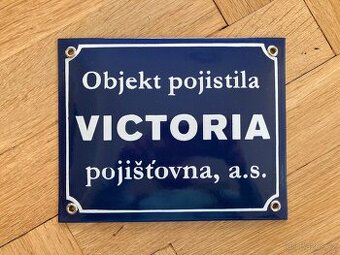 Objekt pojistila
VICTORIA
pojišťovna, a.s.